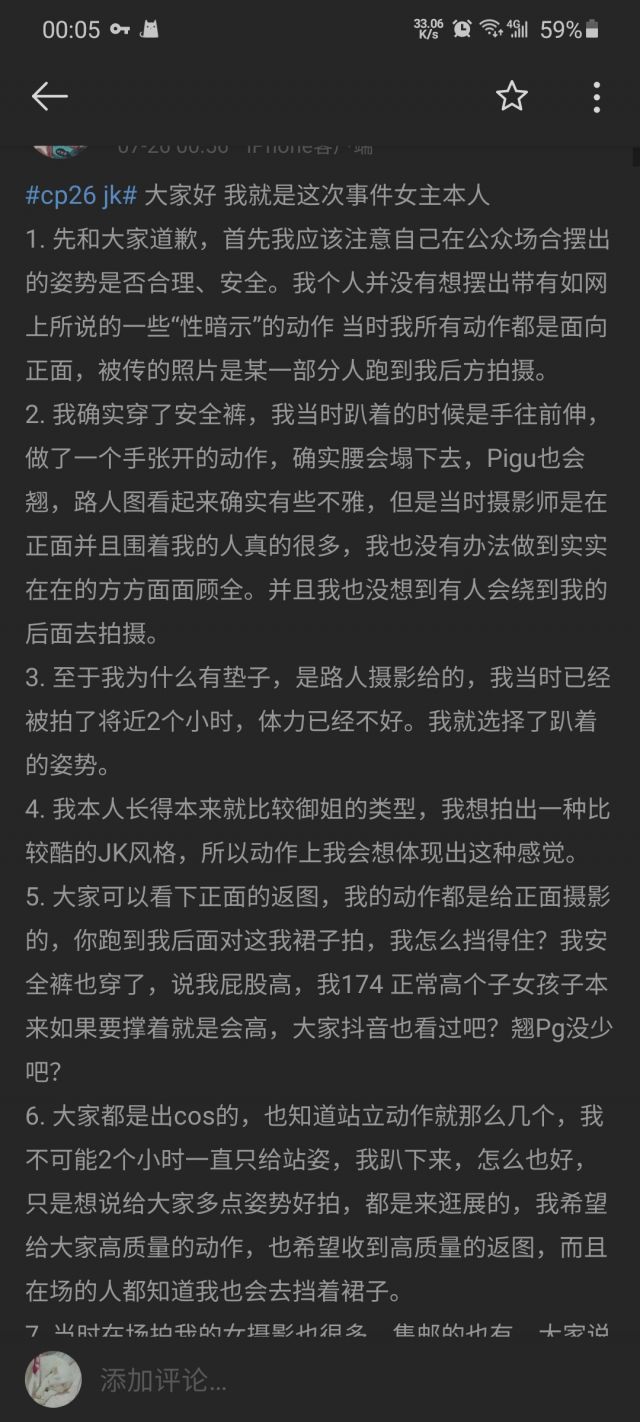 00:05
33.06
K/s
4G
59%
07-26 00:56 iPhone客户端
#cp26 jk# 大家好 我就是这次事件女主本人
1. 先和大家道歉，首先我应该注意自己在公众场合摆出
的姿势是否合理、安全。我个人并没有想摆出带有如网
上所说的一些“性暗示”的动作 当时我所有动作都是面向
正面，被传的照片是某一部分人跑到我后方拍摄。
2. 我确实穿了安全裤，我当时趴着的时候是手往前伸，
做了一个手张开的动作，确实腰会塌下去，Pigu也会
翘，路人图看起来确实有些不雅，但是当时摄影师是在
正面并且围着我的人真的很多，我也没有办法做到实实
在在的方方面面顾全。并且我也没想到有人会绕到我的
后面去拍摄。
3. 至于我为什么有垫子，是路人摄影给的，我当时已经
被拍了将近2个小时，体力已经不好。我就选择了趴着
的姿势。
4. 我本人长得本来就比较御姐的类型，我想拍出一种比
较酷的JK风格，所以动作上我会想体现出这种感觉。
5. 大家可以看下正面的返图，我的动作都是给正面摄影
的，你跑到我后面对这我裙子拍，我怎么挡得住？我安
全裤也穿了，说我屁股高，我174 正常高个子女孩子本
来如果要撑着就是会高，大家抖音也看过吧？翘Pg没少
吧？
6. 大家都是出cos的，也知道站立动作就那么几个，我
不可能2个小时一直只给站姿，我趴下来，怎么也好，
只是想说给大家多点姿势好拍，都是来逛展的，我希望
给大家高质量的动作，也希望收到高质量的返图，而且
在场的人都知道我也会去挡着裙子。
7. 当时在场拍我的女摄影也很多，集邮的也有，大家说
添加评论...